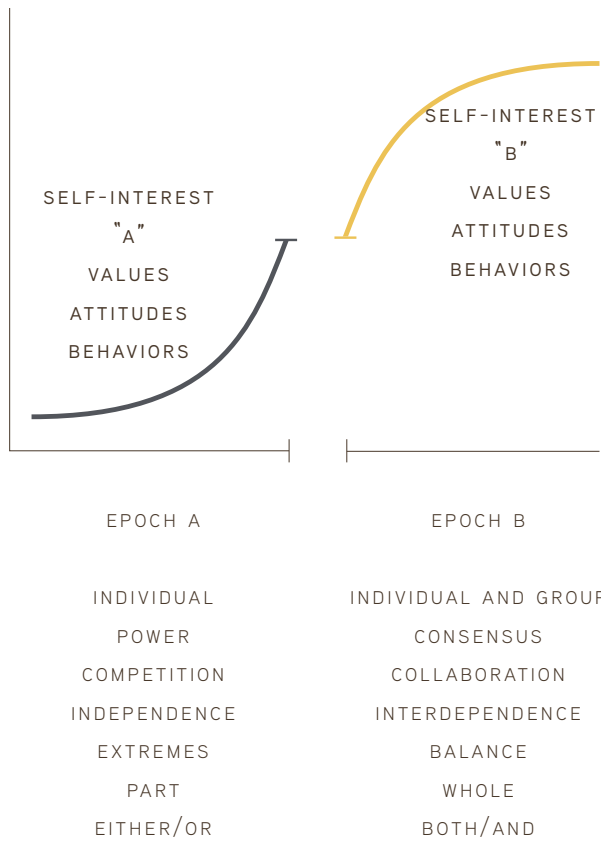 SELF-INTEREST
"A"
VALUES
ATTITUDES
BEHAVIORS
SELF-INTEREST
"B"
VALUES
ATTITUDES
BEHAVIORS
EPOCH A
INDIVIDUAL
POWER
COMPETITION
INDEPENDENCE
EXTREMES
PART
EITHER/OR
EPOCH B
INDIVIDUAL AND GROUP
CONSENSUS
COLLABORATION
INTERDEPENDENCE
BALANCE
WHOLE
BOTH/AND